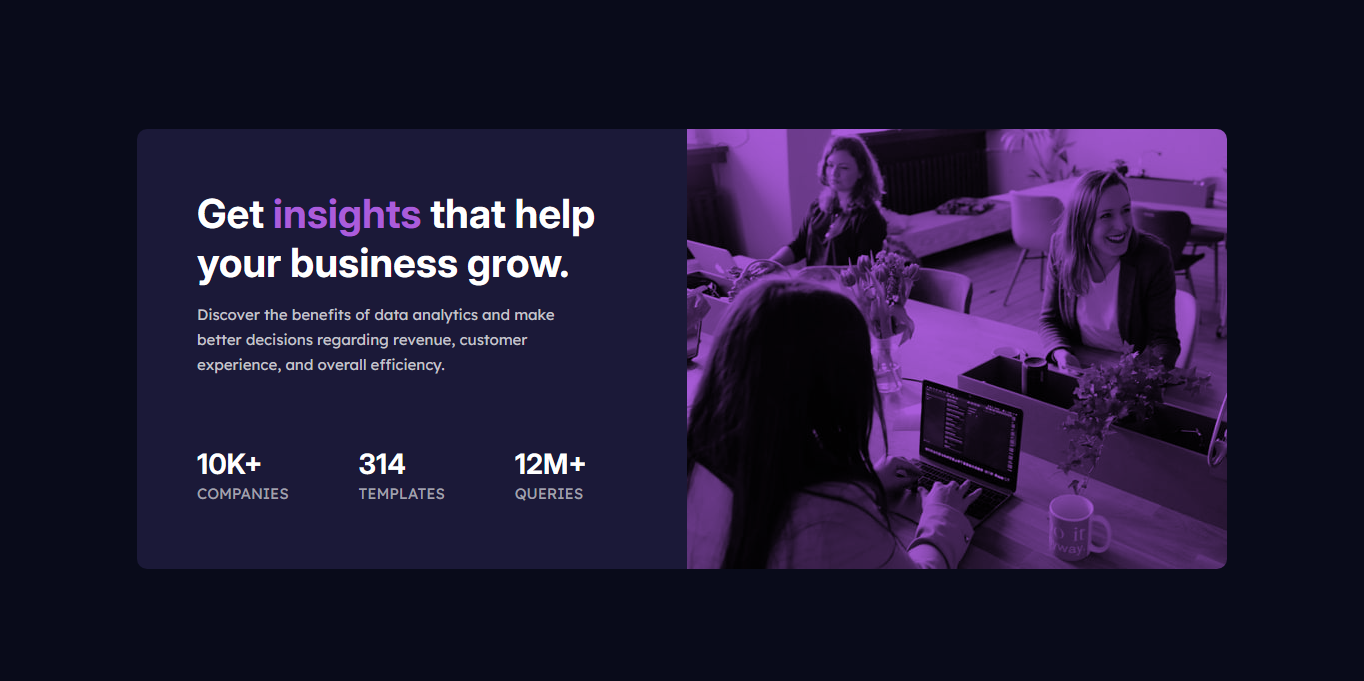 Get insights that help
your business grow.
Discover the benefits of data analytics and make
better decisions regarding revenue, customer
experience, and overall efficiency.
10K+ 314 12M+
COMPANIES TEMPLATES QUERIES